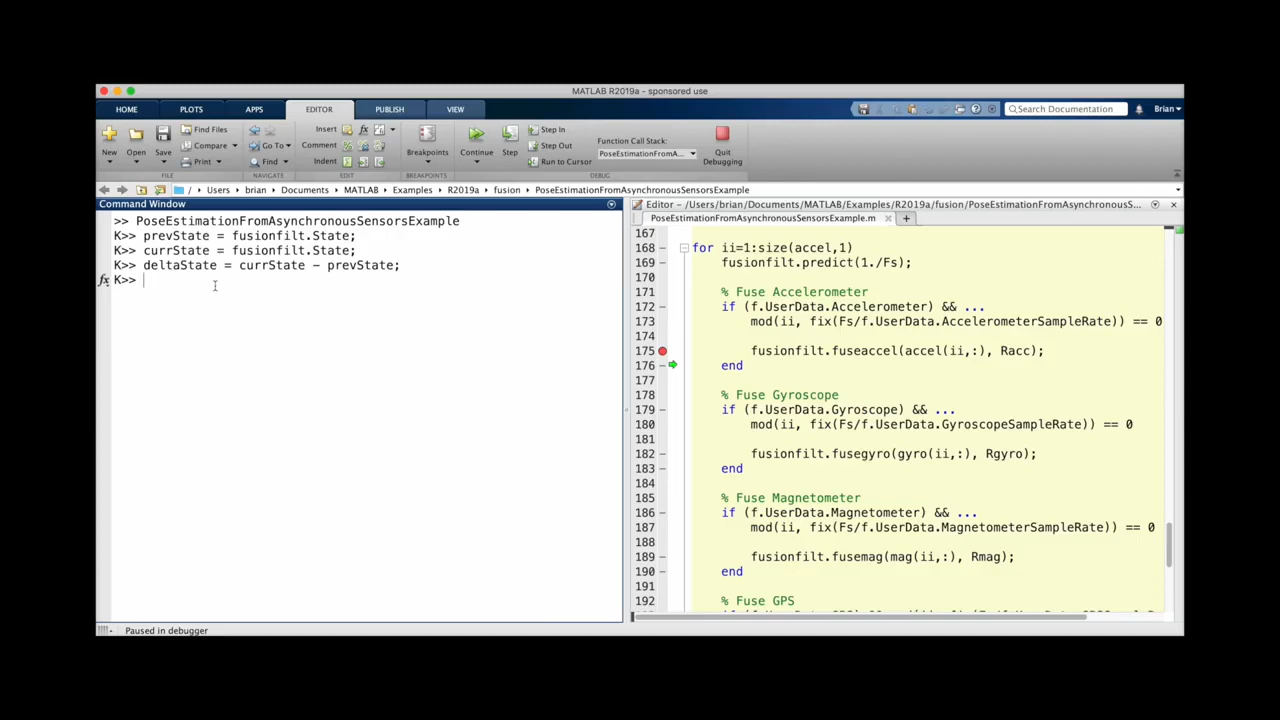 MATLAB R2019a - sponsored use
HOME PLOTS APPS EDITOR PUBLISH VIEW Search Documentation Brian
New Open Save Find Files Compare Print Go To Find Insert fx Comment Indent Breakpoints Continue Step Step In Step Out Run to Cursor Function Call Stack: PoseEstimationFromA... Quit Debugging
FILE NAVIGATE EDIT BREAKPOINTS DEBUG
/ Users brian Documents MATLAB Examples R2019a fusion PoseEstimationFromAsynchronousSensorsExample
Command Window
>> PoseEstimationFromAsynchronousSensorsExample
K>> prevState = fusionfilt.State;
K>> currState = fusionfilt.State;
K>> deltaState = currState - prevState;
fx K>>
Editor - /Users/brian/Documents/MATLAB/Examples/R2019a/fusion/PoseEstimationFromAsynchronousS...
PoseEstimationFromAsynchronousSensorsExample.m
167
168 for ii=1:size(accel,1)
169 fusionfilt.predict(1./Fs);
170
171 % Fuse Accelerometer
172 if (f.UserData.Accelerometer) && ...
173 mod(ii, fix(Fs/f.UserData.AccelerometerSampleRate)) == 0
174
175 fusionfilt.fuseaccel(accel(ii,:), Racc);
176 end
177
178 % Fuse Gyroscope
179 if (f.UserData.Gyroscope) && ...
180 mod(ii, fix(Fs/f.UserData.GyroscopeSampleRate)) == 0
181
182 fusionfilt.fusegyro(gyro(ii,:), Rgyro);
183 end
184
185 % Fuse Magnetometer
186 if (f.UserData.Magnetometer) && ...
187 mod(ii, fix(Fs/f.UserData.MagnetometerSampleRate)) == 0
188
189 fusionfilt.fusemag(mag(ii,:), Rmag);
190 end
191
192 % Fuse GPS
Paused in debugger